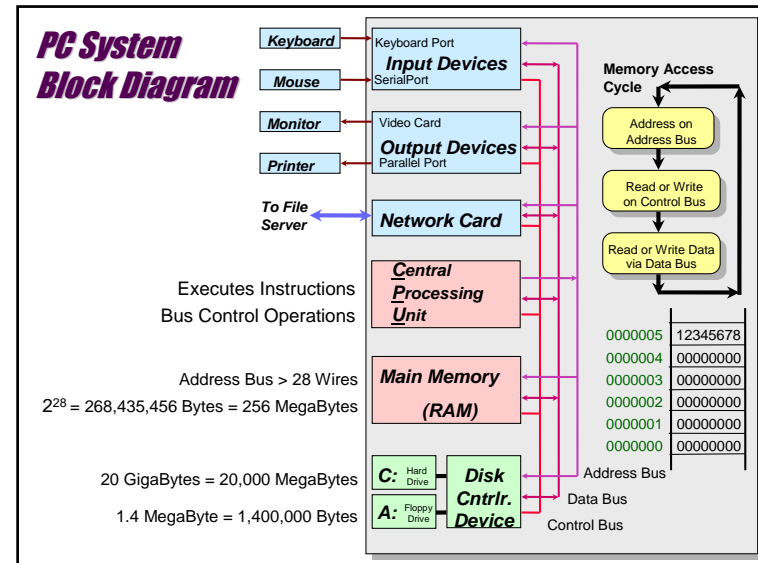 PC System
Block Diagram
Keyboard
Mouse
Monitor
Printer
To File
Server
Keyboard Port
Input Devices
SerialPort
Video Card
Output Devices
Parallel Port
Network Card
Executes Instructions
Bus Control Operations
Central
Processing
Unit
Address Bus > 28 Wires
2²⁸ = 268,435,456 Bytes = 256 MegaBytes
Main Memory
(RAM)
20 GigaBytes = 20,000 MegaBytes
1.4 MegaByte = 1,400,000 Bytes
C: Hard
Drive
A: Floppy
Drive
Disk
Cntrlr.
Device
Address Bus
Data Bus
Control Bus
Memory Access
Cycle
Address on
Address Bus
Read or Write
on Control Bus
Read or Write Data
via Data Bus
0000005 12345678
0000004 00000000
0000003 00000000
0000002 00000000
0000001 00000000
0000000 00000000